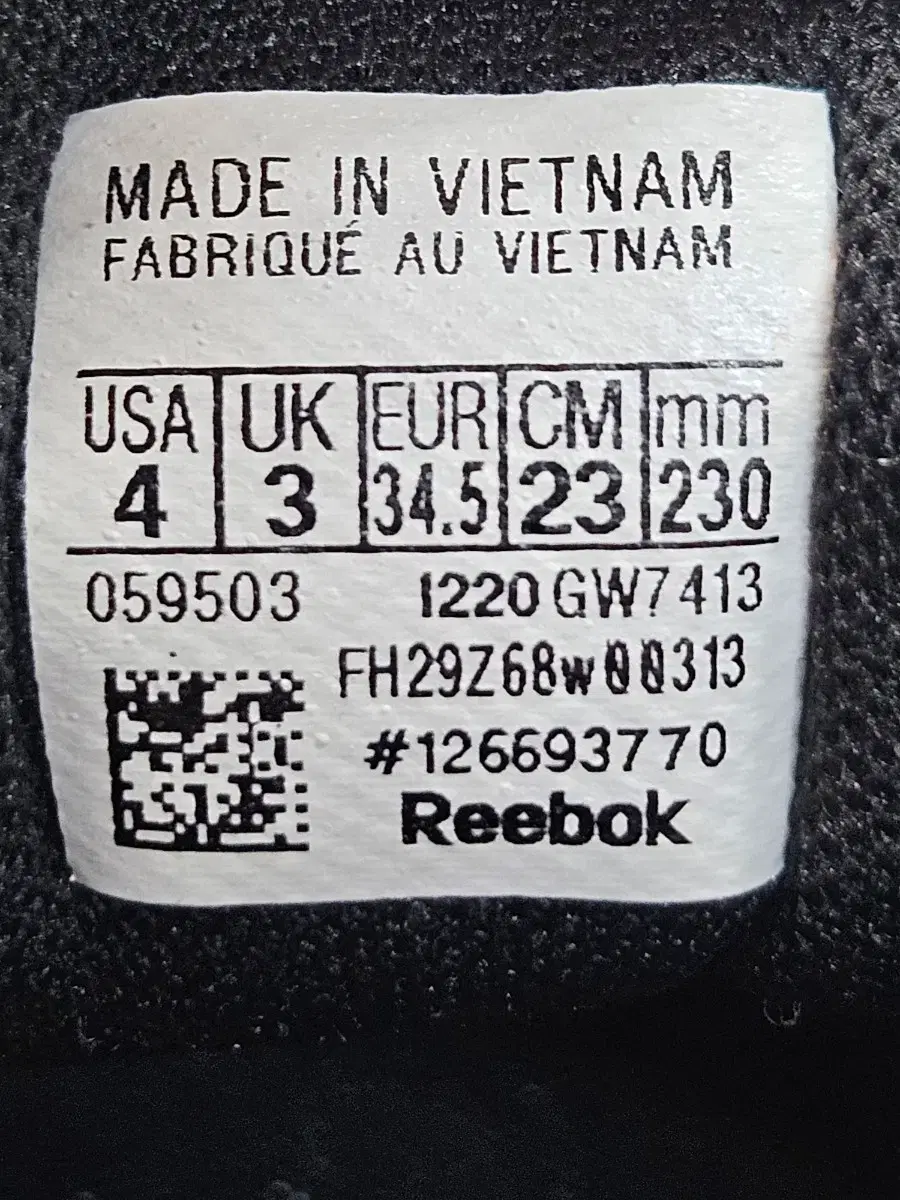 MADE IN VIETNAM
FABRIQUÉ AU VIETNAM
USA UK EUR CM mm
4 3 34.5 23 230
059503 1220 GW7413
FH29Z68w00313
#126693770
Reebok